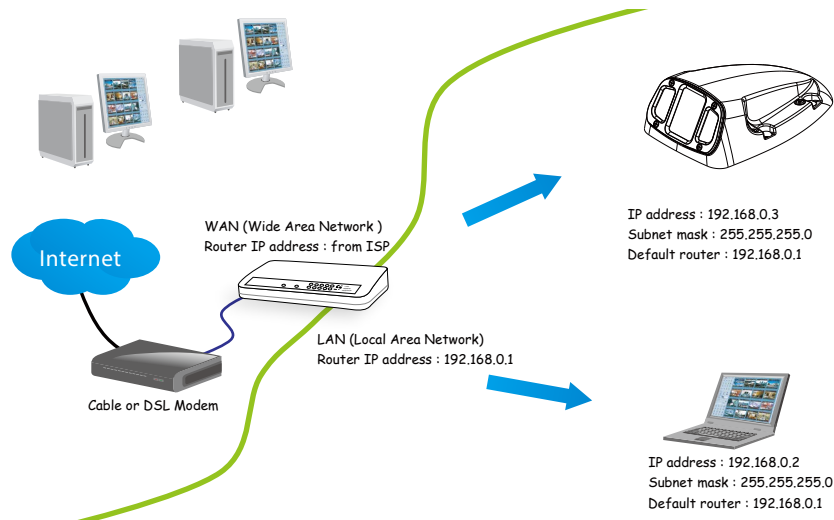 WAN (Wide Area Network )
Router IP address : from ISP
Internet
LAN (Local Area Network)
Router IP address : 192.168.0.1
Cable or DSL Modem
IP address : 192.168.0.3
Subnet mask : 255.255.255.0
Default router : 192.168.0.1
IP address : 192.168.0.2
Subnet mask : 255.255.255.0
Default router : 192.168.0.1